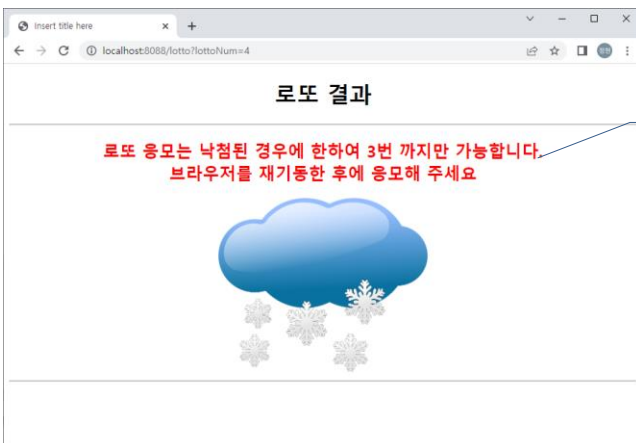 Insert title here
localhost:8088/lotto?lottoNum=4
로또 결과
로또 응모는 낙첨된 경우에 한하여 3번 까지만 가능합니다.
브라우저를 재기동한 후에 응모해 주세요